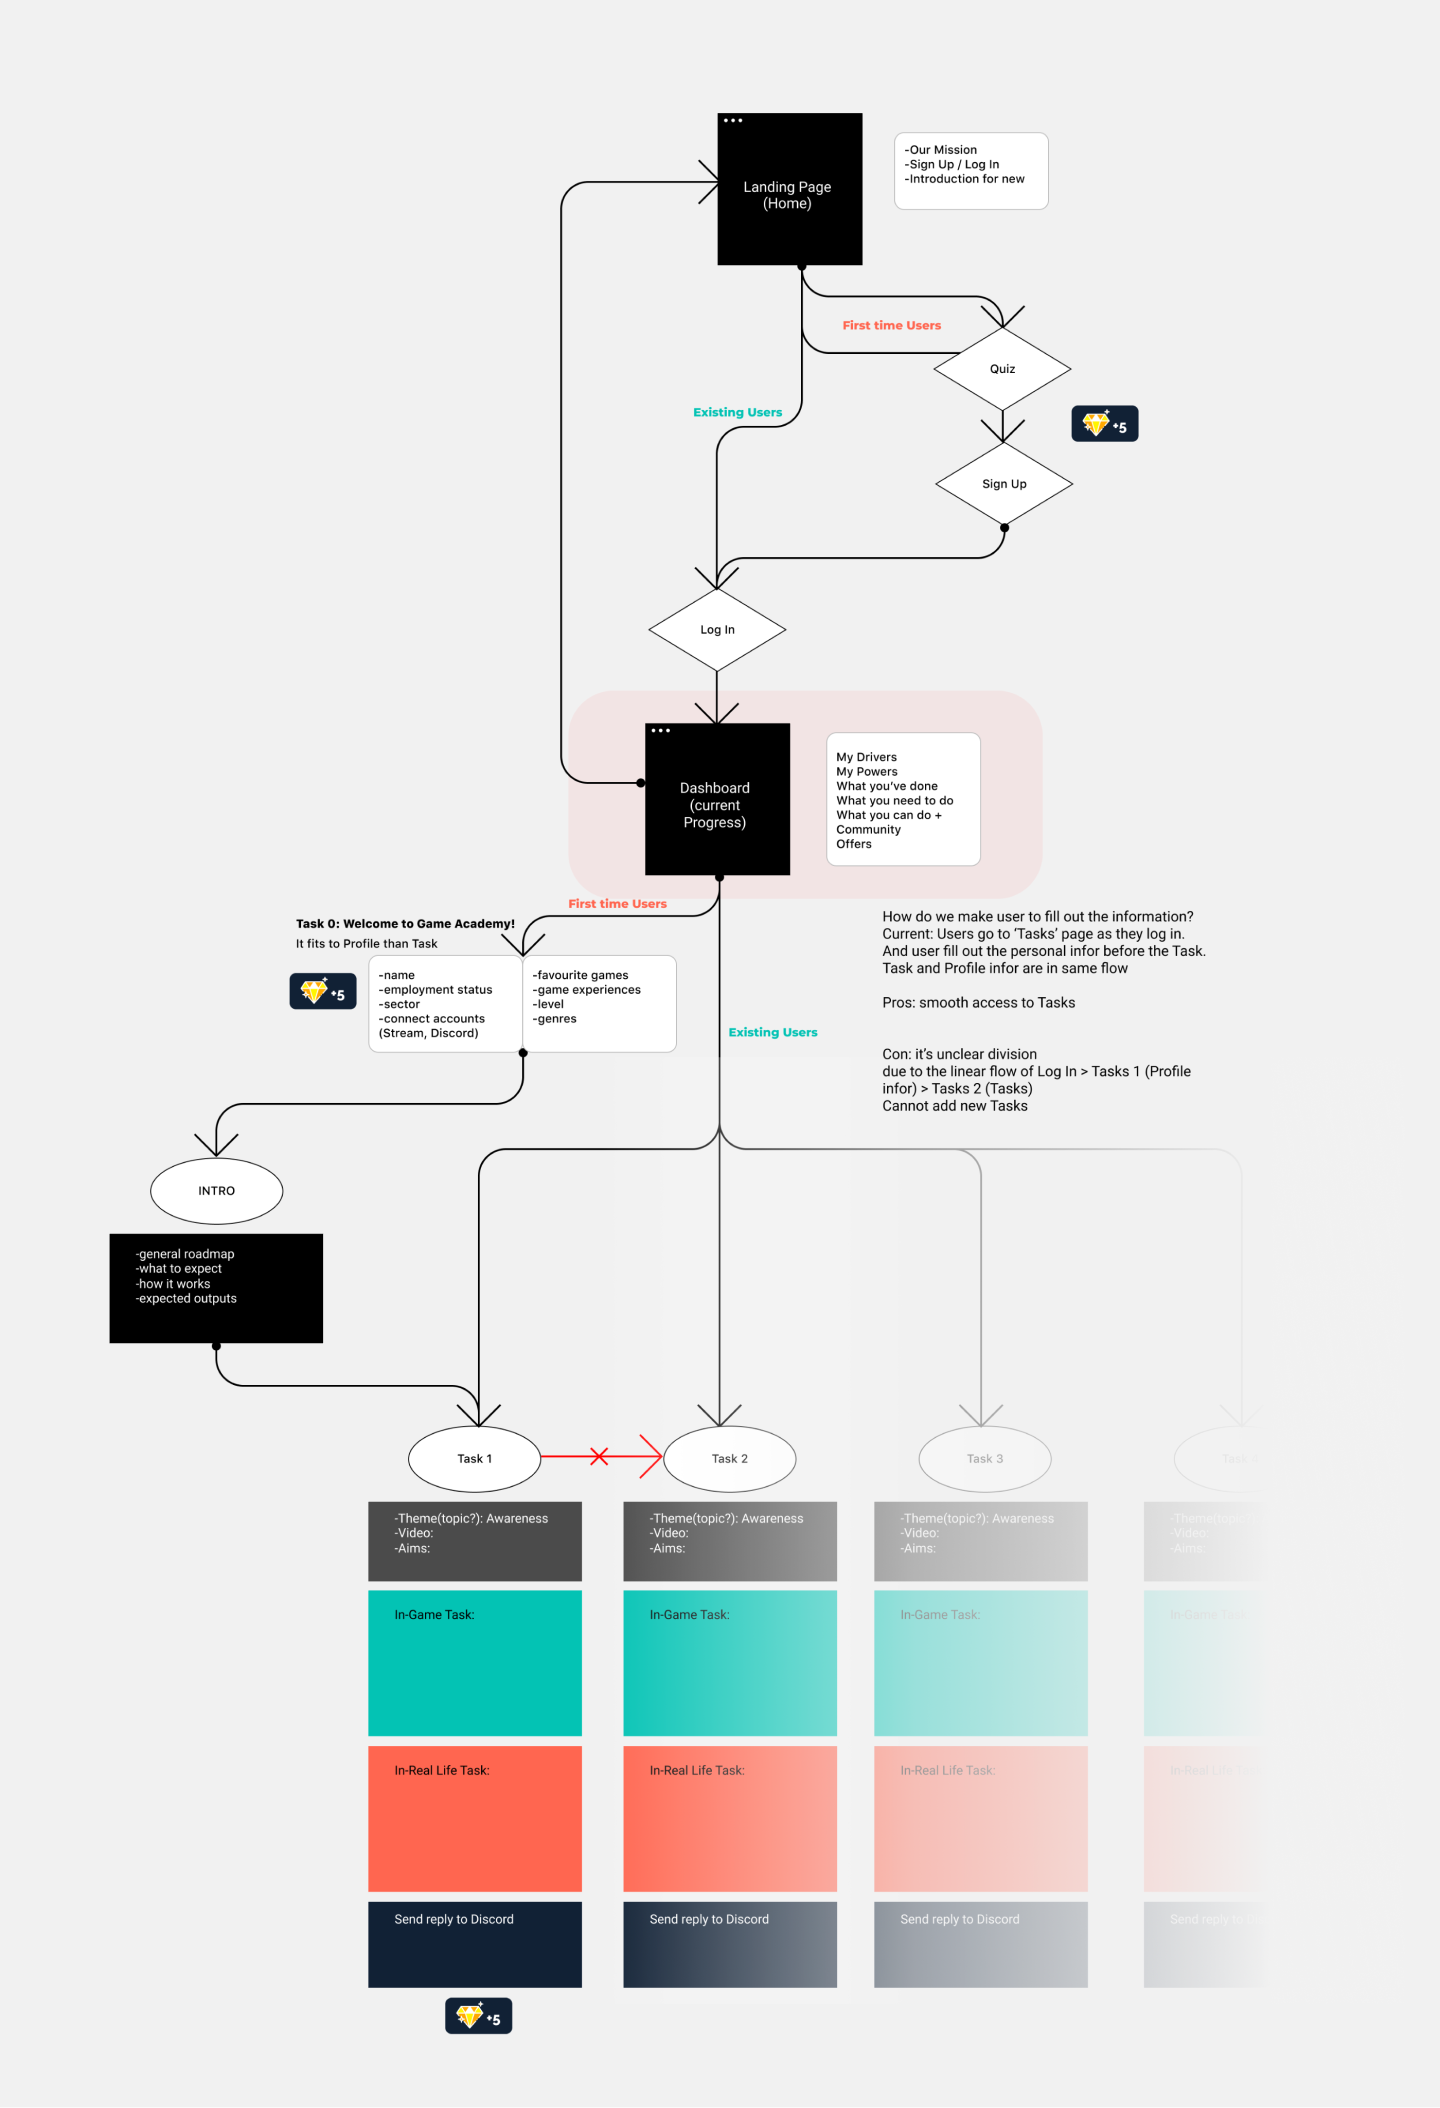 Landing Page
(Home)
-Our Mission
-Sign Up / Log In
-Introduction for new
First time Users
Quiz
Existing Users
+5
Sign Up
Log In
Dashboard
(current
Progress)
My Drivers
My Powers
What you've done
What you need to do
What you can do +
Community
Offers
First time Users
Task 0: Welcome to Game Academy!
It fits to Profile than Task
+5
-name
-employment status
-sector
-connect accounts
(Stream, Discord)
-favourite games
-game experiences
-level
-genres
How do we make user to fill out the information?
Current: Users go to ‘Tasks’ page as they log in.
And user fill out the personal infor before the Task.
Task and Profile infor are in same flow
Pros: smooth access to Tasks
Con: it’s unclear division
due to the linear flow of Log In > Tasks 1 (Profile
infor) > Tasks 2 (Tasks)
Cannot add new Tasks
Existing Users
INTRO
-general roadmap
-what to expect
-how it works
-expected outputs
Task 1
Task 2
Task 3
-Theme(topic?): Awareness
-Video:
-Aims:
-Theme(topic?): Awareness
-Video:
-Aims:
-Theme(topic?): Awareness
-Video:
-Aims:
-Theme(topic?)
-Video:
-Aims:
In-Game Task:
In-Game Task:
In-Game Task:
In-Game
In-Real Life Task:
In-Real Life Task:
In-Real Life Task:
In-Real Life
Send reply to Discord
Send reply to Discord
Send reply to Discord
Send reply to
+5